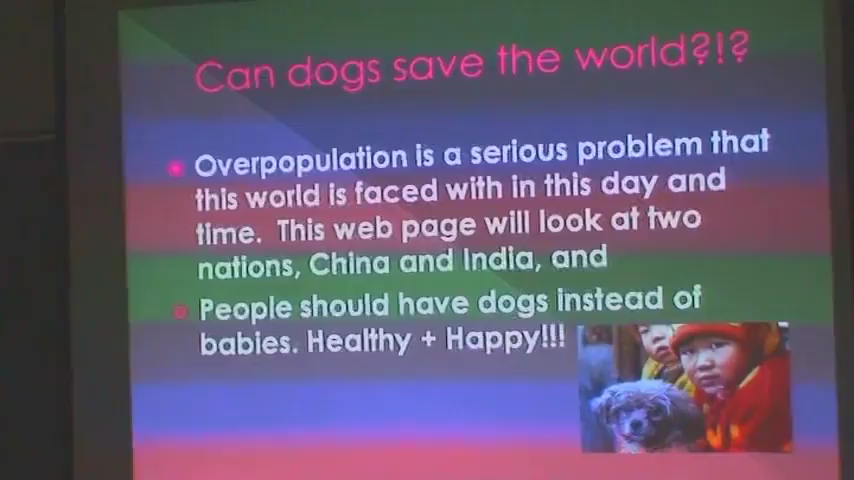 Can dogs save the world?!?
Overpopulation is a serious problem that
this world is faced with in this day and
time. This web page will look at two
nations, China and India, and
People should have dogs instead of
babies. Healthy + Happy!!!